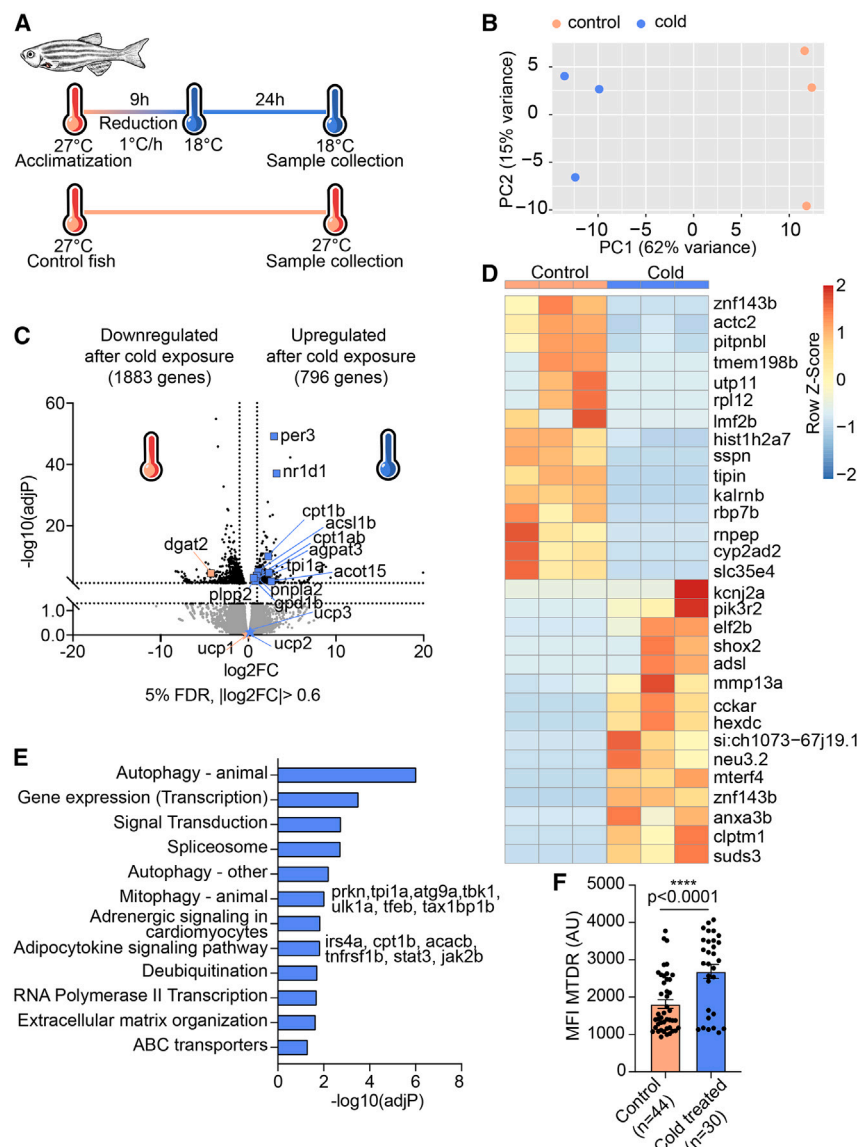 A
9h
24h
Reduction
1°C/h
27°C
18°C
18°C
Acclimatization
Sample collection
27°C
27°C
Control fish
Sample collection
B
control
cold
PC2 (15% variance)
5
0
−5
−10
−10
−5
0
5
10
PC1 (62% variance)
C
Downregulated
after cold exposure
(1883 genes)
Upregulated
after cold exposure
(796 genes)
-log10(adjP)
60
40
20
1.0
0.0
per3
nr1d1
cpt1b
acsl1b
cpt1ab
agpat3
dgat2
tpi1a
acot15
plpp2
pnpla2
gpd1b
ucp3
ucp1
ucp2
-20
-10
0
10
20
log2FC
5% FDR, |log2FC|> 0.6
D
Control
Cold
znf143b
actc2
pitpnbl
tmem198b
utp11
rpl12
lmf2b
hist1h2a7
sspn
tipin
kalrnb
rbp7b
rnpep
cyp2ad2
slc35e4
kcnj2a
pik3r2
elf2b
shox2
adsl
mmp13a
cckar
hexdc
si:ch1073−67j19.1
neu3.2
mterf4
znf143b
anxa3b
clptm1
suds3
2
1
0
−1
−2
Row Z-Score
E
Autophagy - animal
Gene expression (Transcription)
Signal Transduction
Spliceosome
Autophagy - other
Mitophagy - animal
prkn,tpi1a,atg9a,tbk1,
ulk1a, tfeb, tax1bp1b
Adrenergic signaling in
cardiomyocytes
Adipocytokine signaling pathway
irs4a, cpt1b, acacb,
tnfrsf1b, stat3, jak2b
Deubiquitination
RNA Polymerase II Transcription
Extracellular matrix organization
ABC transporters
0
2
4
6
8
-log10(adjP)
F
****
p<0.0001
MFI MTDR (AU)
5000
4000
3000
2000
1000
0
Control
(n=44)
Cold treated
(n=30)